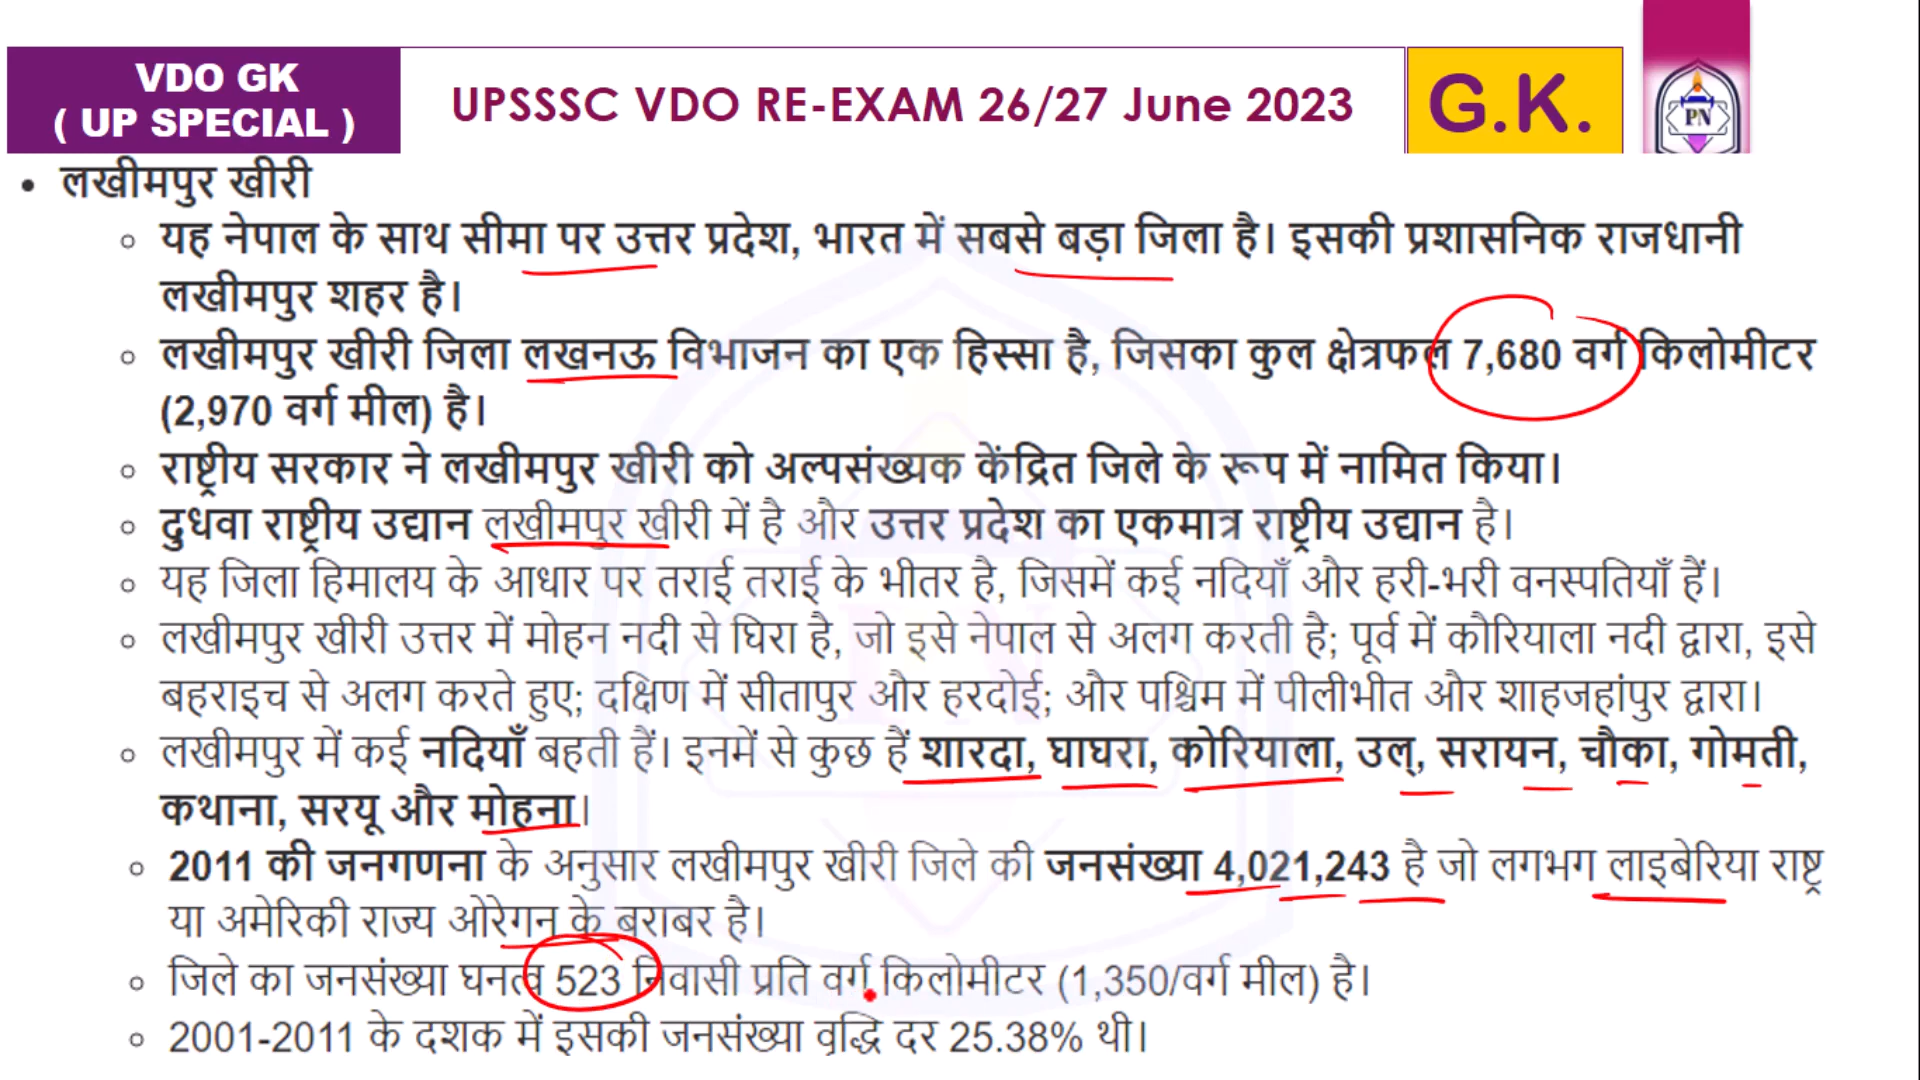 VDO GK
( UP SPECIAL )
UPSSSC VDO RE-EXAM 26/27 June 2023
G.K.
PN
• लखीमपुर खीरी
○ यह नेपाल के साथ सीमा पर उत्तर प्रदेश, भारत में सबसे बड़ा जिला है। इसकी प्रशासनिक राजधानी
लखीमपुर शहर है।
○ लखीमपुर खीरी जिला लखनऊ विभाजन का एक हिस्सा है, जिसका कुल क्षेत्रफल 7,680 वर्ग किलोमीटर
(2,970 वर्ग मील) है।
○ राष्ट्रीय सरकार ने लखीमपुर खीरी को अल्पसंख्यक केंद्रित जिले के रूप में नामित किया।
○ दुधवा राष्ट्रीय उद्यान लखीमपुर खीरी में है और उत्तर प्रदेश का एकमात्र राष्ट्रीय उद्यान है।
○ यह जिला हिमालय के आधार पर तराई तराई के भीतर है, जिसमें कई नदियाँ और हरी-भरी वनस्पतियाँ हैं।
○ लखीमपुर खीरी उत्तर में मोहन नदी से घिरा है, जो इसे नेपाल से अलग करती है; पूर्व में कौरियाला नदी द्वारा, इसे
बहराइच से अलग करते हुए; दक्षिण में सीतापुर और हरदोई; और पश्चिम में पीलीभीत और शाहजहांपुर द्वारा।
○ लखीमपुर में कई नदियाँ बहती हैं। इनमें से कुछ हैं शारदा, घाघरा, कोरियाला, उल्, सरायन, चौका, गोमती,
कथाना, सरयू और मोहना।
○ 2011 की जनगणना के अनुसार लखीमपुर खीरी जिले की जनसंख्या 4,021,243 है जो लगभग लाइबेरिया राष्ट्र
या अमेरिकी राज्य ओरेगन के बराबर है।
○ जिले का जनसंख्या घनत्व 523 निवासी प्रति वर्ग किलोमीटर (1,350/वर्ग मील) है।
○ 2001-2011 के दशक में इसकी जनसंख्या वृद्धि दर 25.38% थी।